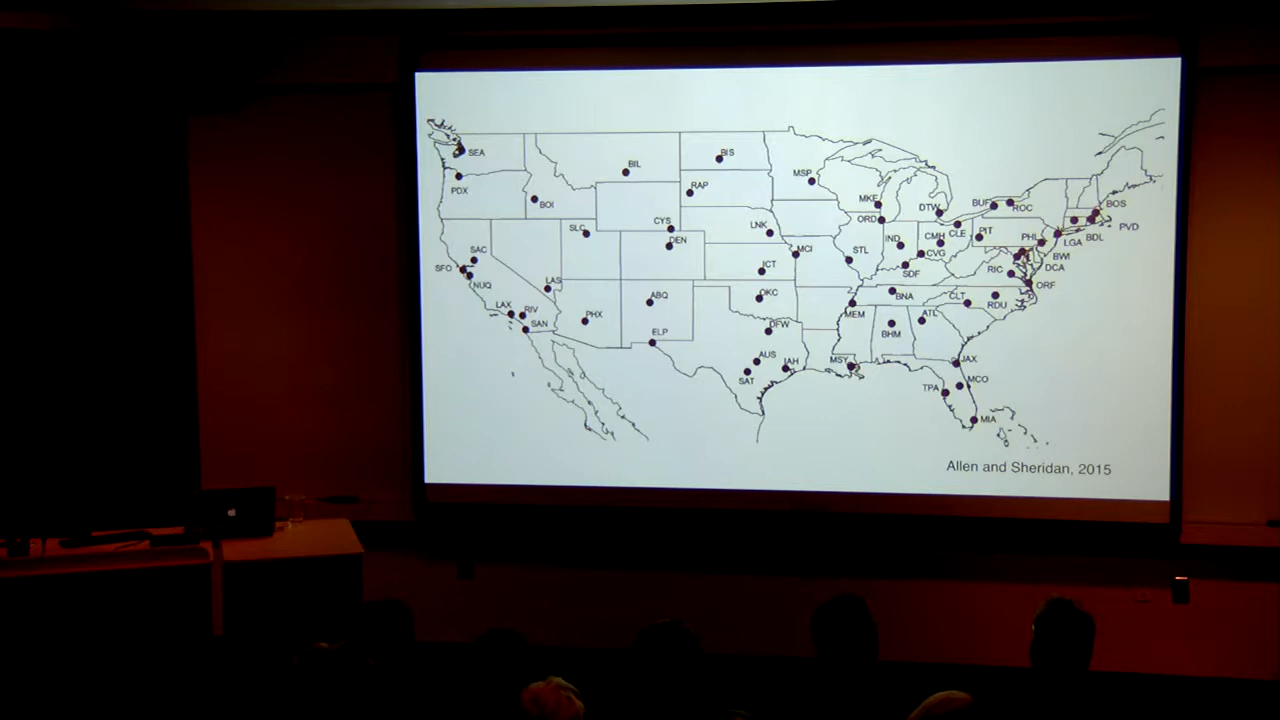 SEA
BIS
BIL
MSP
RAP
PDX
BOI
MKE
DTW
BUF
ROC
BOS
ORD
CYS
SLC
LNK
DEN
CLE
PIT
PHL
LGA
BDL
PVD
IND
CMH
SAC
MCI
STL
CVG
BWI
SFO
NUQ
ICT
SDF
RIC
DCA
LAS
ORF
OKC
ABQ
BNA
CLT
RDU
LAX
RIV
SAN
PHX
MEM
ATL
DFW
BHM
ELP
AUS
IAH
MSY
JAX
SAT
TPA
MCO
MIA
Allen and Sheridan, 2015